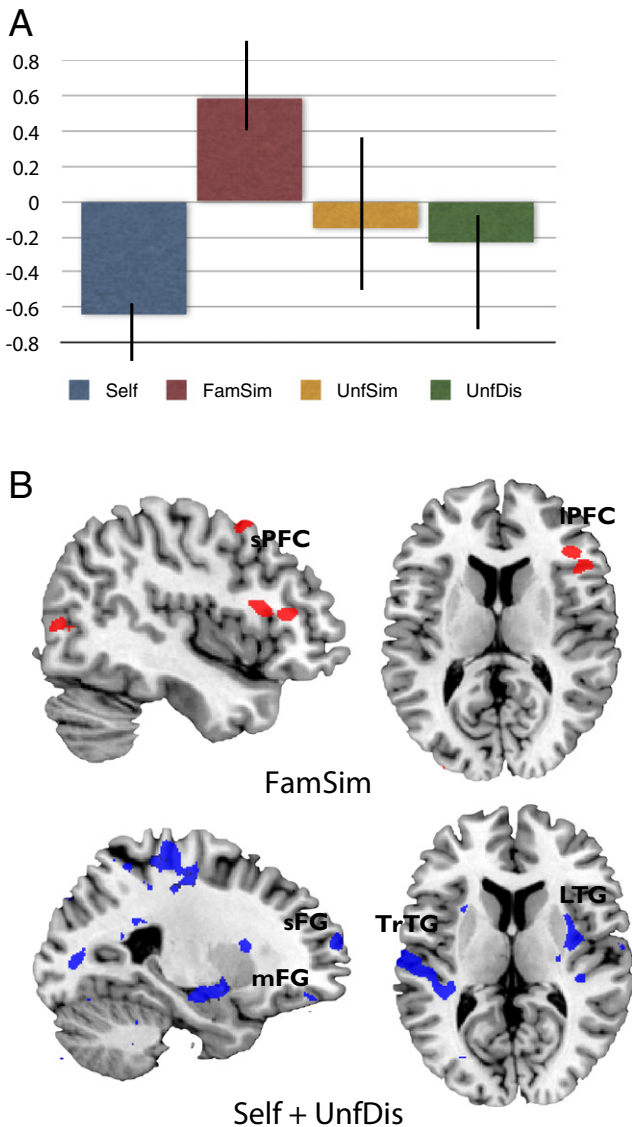 A
0.8
0.6
0.4
0.2
0
-0.2
-0.4
-0.6
-0.8
Self FamSim UnfSim UnfDis
B
sPFC
lPFC
FamSim
sFG
mFG
TrTG
LTG
Self + UnfDis